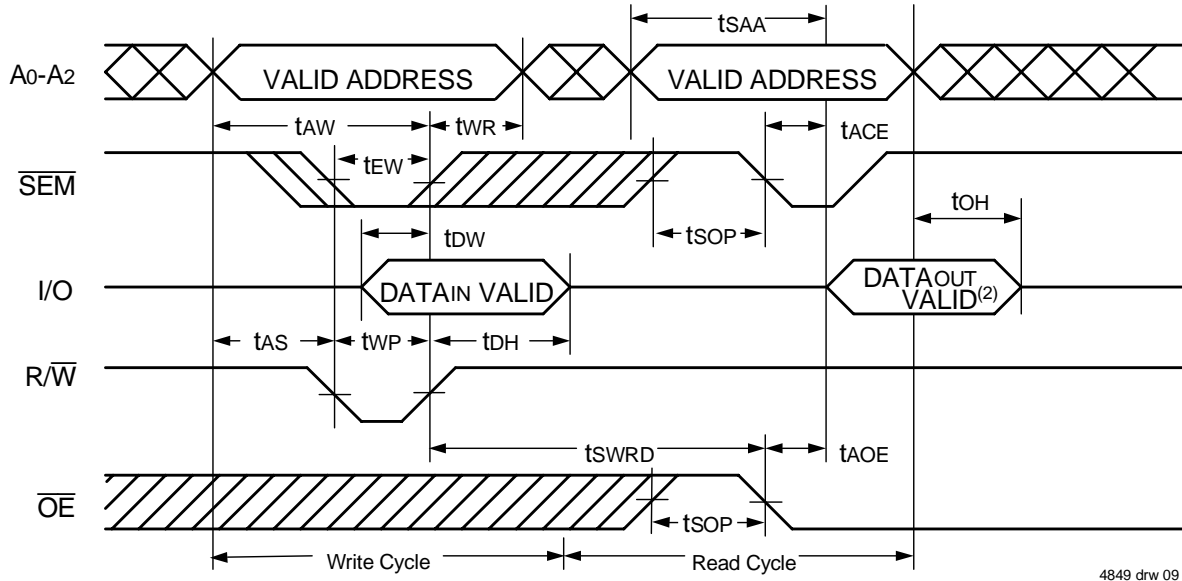 tSAA
A0-A2
VALID ADDRESS
VALID ADDRESS
tAW
tWR
tACE
tEW
SEM
tSOP
tOH
tDW
I/O
DATAIN VALID
DATAOUT
VALID(2)
tAS
tWP
tDH
R/W
tSWRD
tAOE
OE
tSOP
Write Cycle
Read Cycle
4849 drw 09